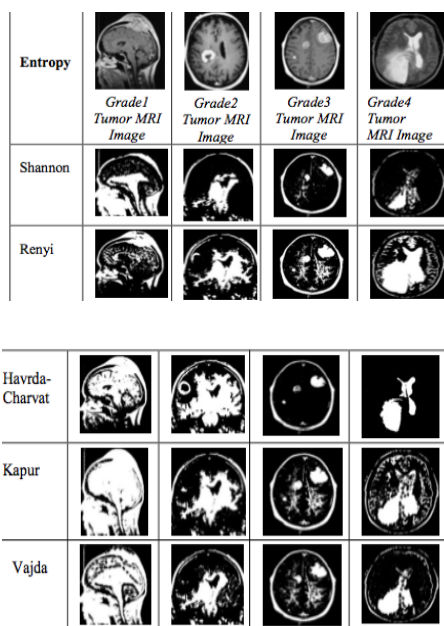 Entropy
Grade1
Tumor MRI
Image
Grade2
Tumor MRI
Image
Grade3
Tumor MRI
Image
Grade4
Tumor
MRI Image
Shannon
Renyi
Havrda-
Charvat
Kapur
Vajda